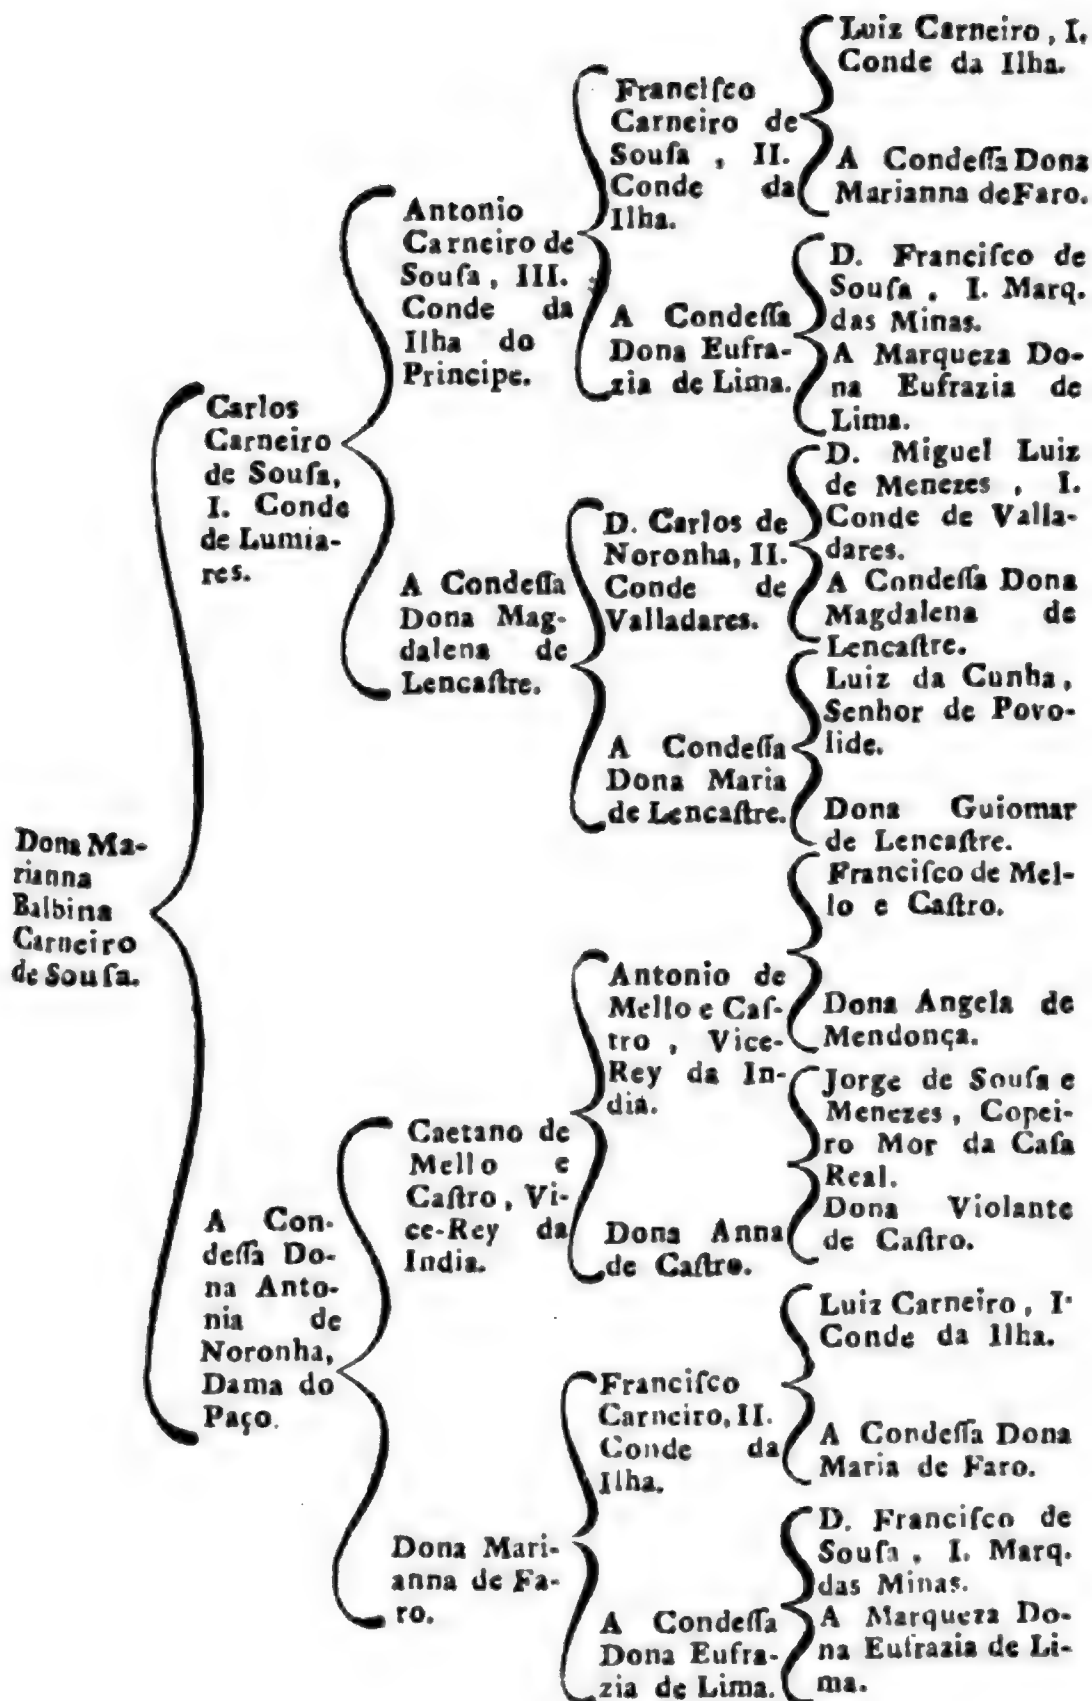 Dona Ma-
rianna
Balbina
Carneiro
de Sousa.
Carlos
Carneiro
de Sousa,
I. Conde
de Lumia-
res.
A Con-
dessa Do-
na Anto-
nia de
Noronha,
Dama do
Paço.
Antonio
Carneiro de
Sousa, III.
Conde da
Ilha do
Principe.
A Condessa
Dona Mag-
dalena de
Lencastre.
Caetano de
Mello e
Castro, Vi-
ce-Rey da
India.
Dona Mari-
anna de Fa-
ro.
Francisco
Carneiro de
Sousa, II.
Conde da
Ilha.
A Condessa
Dona Eufra-
zia de Lima.
D. Carlos de
Noronha, II.
Conde de
Valladares.
A Condessa
Dona Maria
de Lencastre.
Antonio de
Mello e Cas-
tro, Vice-
Rey da In-
dia.
Dona Anna
de Castro.
Francisco
Carneiro, II.
Conde da
Ilha.
A Condessa
Dona Eufra-
zia de Lima.
Luiz Carneiro, I.
Conde da Ilha.
A Condessa Dona
Marianna de Faro.
D. Francisco de
Sousa, I. Marq.
das Minas.
A Marqueza Do-
na Eufrazia de
Lima.
D. Miguel Luiz
de Menezes, I.
Conde de Valla-
dares.
A Condessa Dona
Magdalena de
Lencastre.
Luiz da Cunha,
Senhor de Povo-
lide.
Dona Guiomar
de Lencastre.
Francisco de Mel-
lo e Castro.
Dona Angela de
Mendonça.
Jorge de Sousa e
Menezes, Copei-
ro Mor da Casa
Real.
Dona Violante
de Castro.
Luiz Carneiro, I.
Conde da Ilha.
A Condessa Dona
Maria de Faro.
D. Francisco de
Sousa, I. Marq.
das Minas.
A Marqueza Do-
na Eufrazia de Li-
ma.